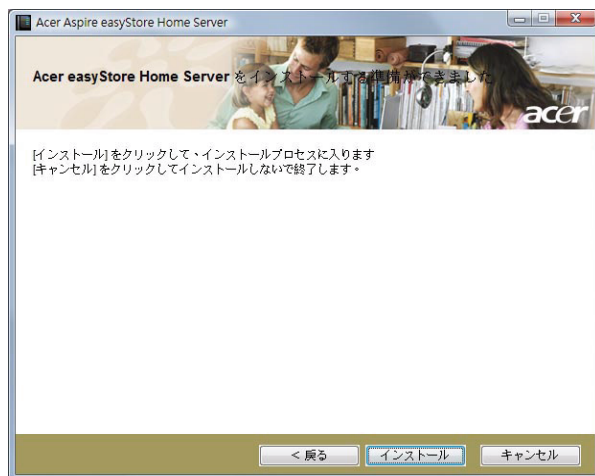 Acer Aspire easyStore Home Server
Acer easyStore Home Server をインストールする準備ができました
acer
[インストール]をクリックして、インストールプロセスに入ります
[キャンセル]をクリックしてインストールしないで終了します。
< 戻る
インストール
キャンセル